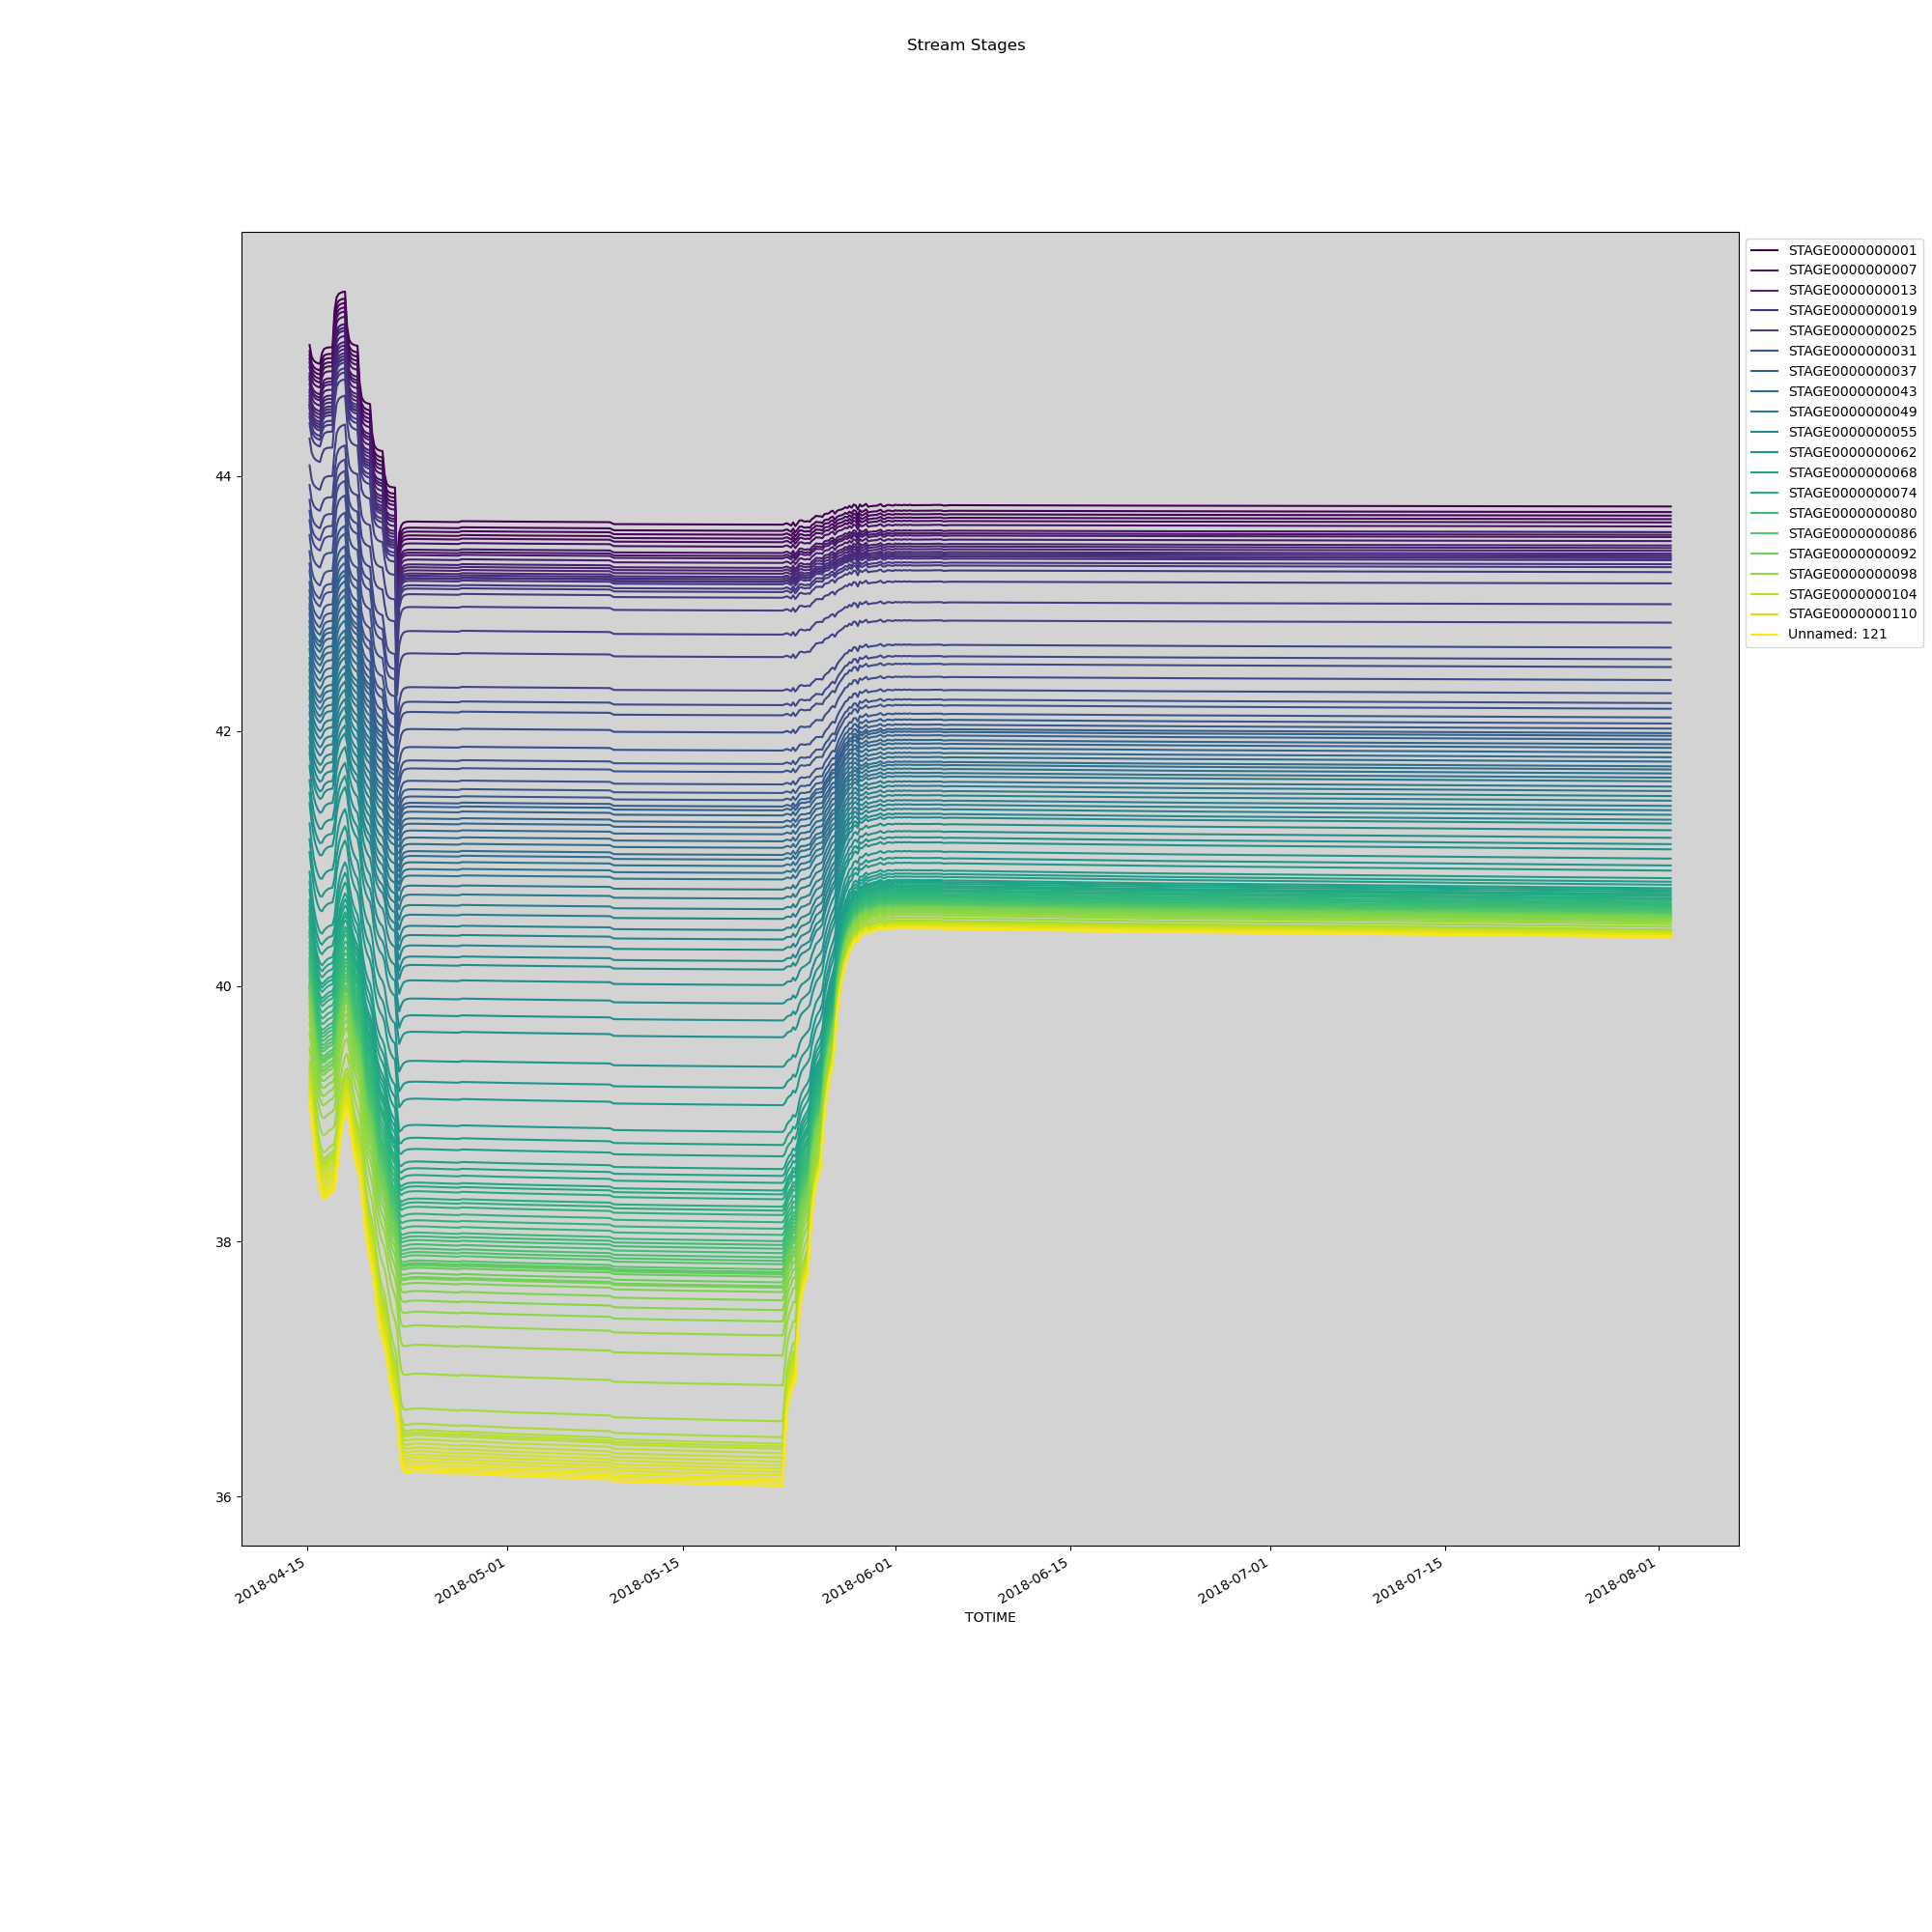 Stream Stages
STAGE0000000001
STAGE0000000007
STAGE0000000013
STAGE0000000019
STAGE0000000025
STAGE0000000031
STAGE0000000037
STAGE0000000043
STAGE0000000049
STAGE0000000055
STAGE0000000062
STAGE0000000068
STAGE0000000074
STAGE0000000080
STAGE0000000086
STAGE0000000092
STAGE0000000098
STAGE0000000104
STAGE0000000110
Unnamed: 121
44
42
40
38
36
2018-04-15
2018-05-01
2018-05-15
2018-06-01
2018-06-15
2018-07-01
2018-07-15
2018-08-01
TOTIME